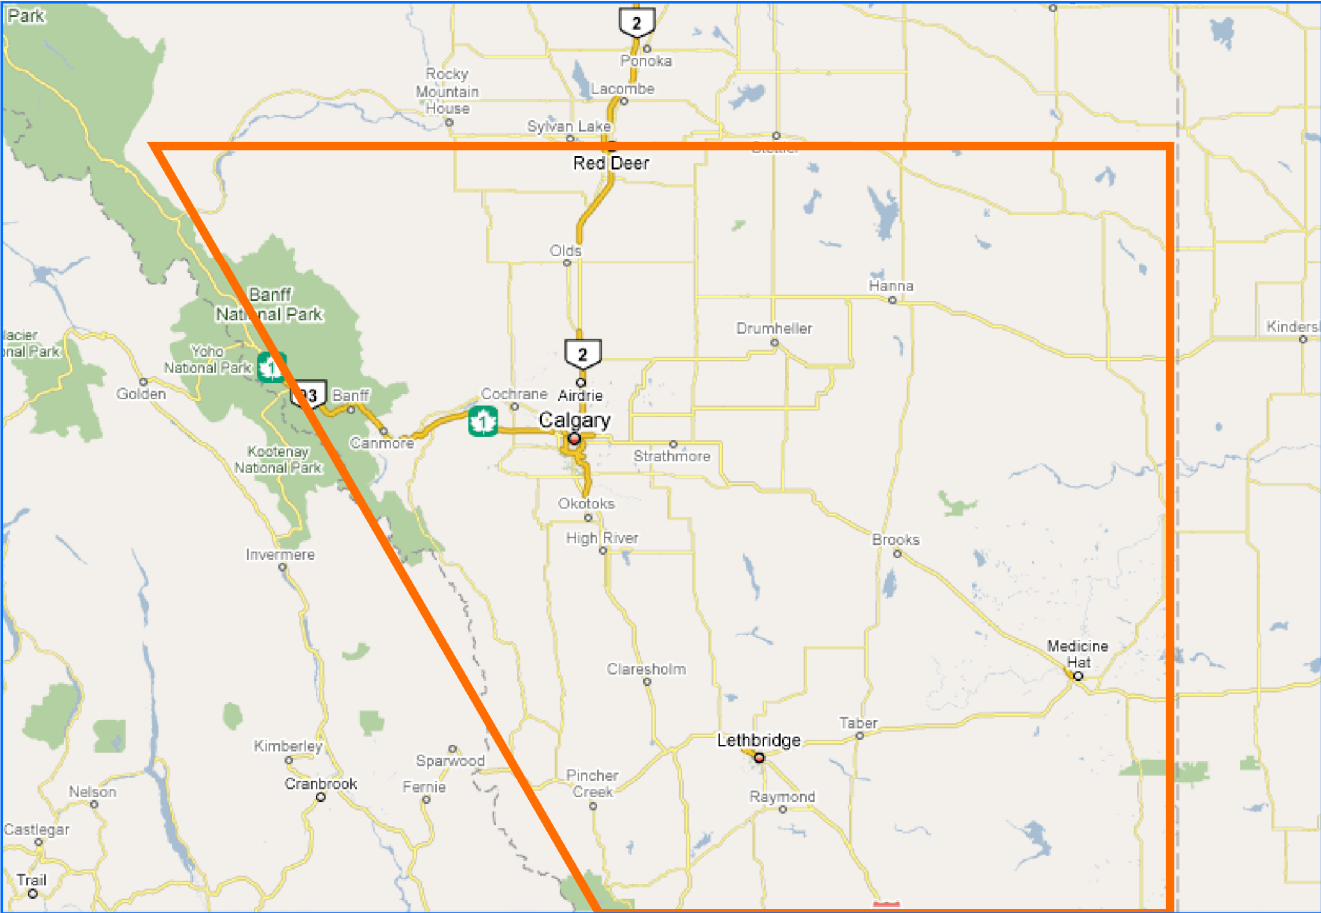 Park
2
Ponoka
Rocky
Mountain
House
Lacombe
Sylvan Lake
Red Deer
Stettler
Olds
Banff
National Park
Hanna
Drumheller
lacier
onal Park
Yoho
National Park
1
2
Kinders
Golden
93
Banff
Cochrane
Airdrie
1
Calgary
Canmore
Kootenay
National Park
Strathmore
Okotoks
High River
Brooks
Invermere
Medicine
Hat
Claresholm
Taber
Lethbridge
Kimberley
Sparwood
Cranbrook
Fernie
Pincher
Creek
Nelson
Raymond
Castlegar
Trail